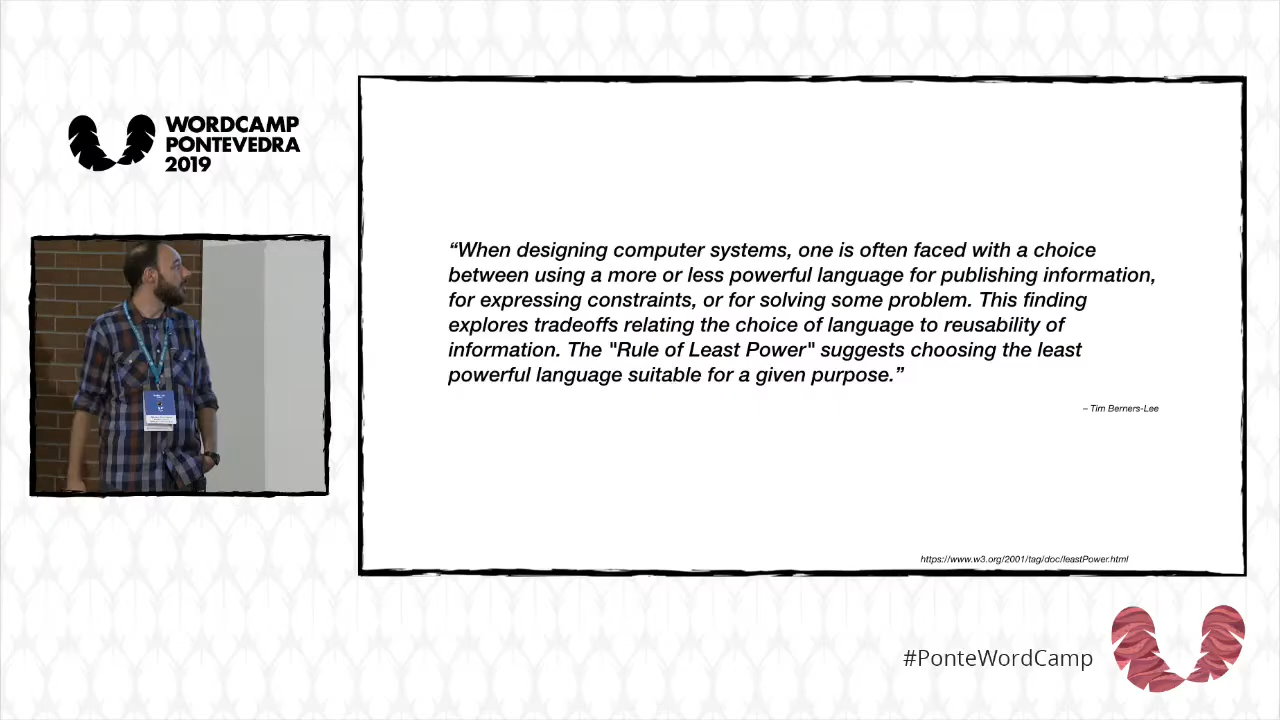 WORDCAMP
PONTEVEDRA
2019
“When designing computer systems, one is often faced with a choice
between using a more or less powerful language for publishing information,
for expressing constraints, or for solving some problem. This finding
explores tradeoffs relating the choice of language to reusability of
information. The "Rule of Least Power" suggests choosing the least
powerful language suitable for a given purpose.”
– Tim Berners-Lee
https://www.w3.org/2001/tag/doc/leastPower.html
#PonteWordCamp